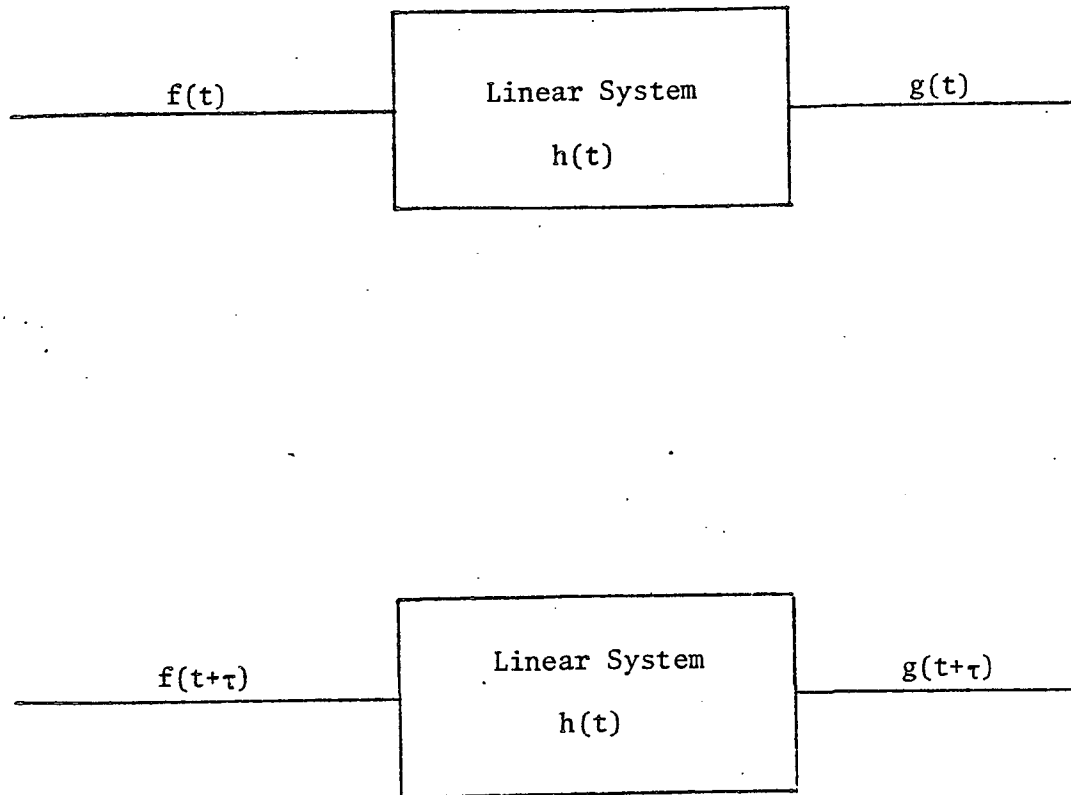 f(t)
Linear System
g(t)
h(t)
f(t+τ)
Linear System
g(t+τ)
h(t)